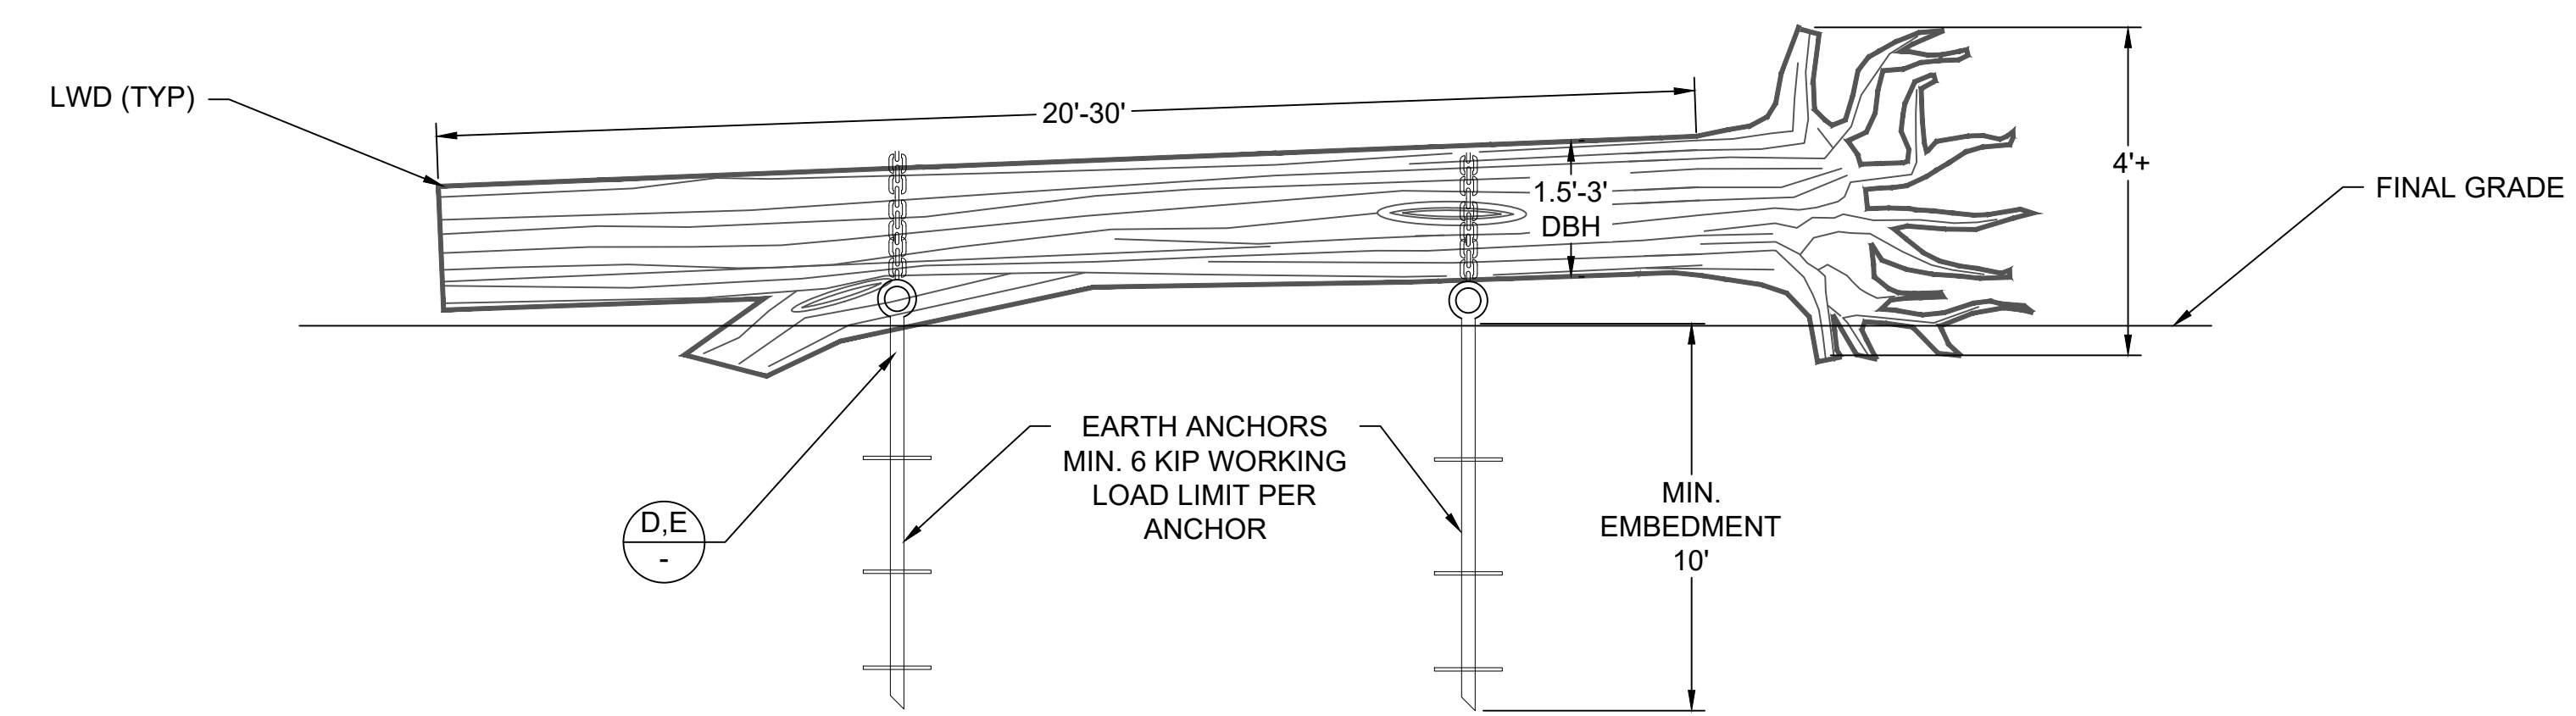 LWD (TYP)
20'-30'
4'+
1.5'-3'
DBH
FINAL GRADE
EARTH ANCHORS
MIN. 6 KIP WORKING
LOAD LIMIT PER
ANCHOR
D,E
-
MIN.
EMBEDMENT
10'